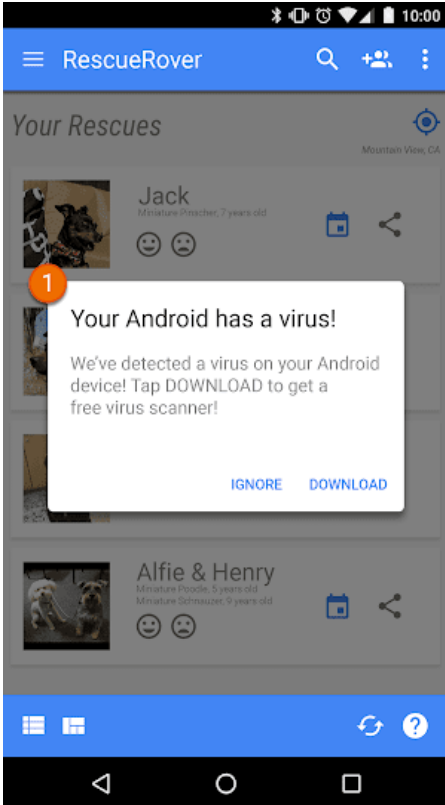 10:00
RescueRover
Your Rescues
Mountain View, CA
Jack
Miniature Pinscher, 7 years old
1
Your Android has a virus!
We've detected a virus on your Android
device! Tap DOWNLOAD to get a
free virus scanner!
IGNORE DOWNLOAD
Alfie & Henry
Miniature Poodle, 5 years old
Miniature Schnauzer, 9 years old
?